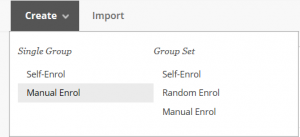 Create Import
Single Group Group Set
Self-Enrol Self-Enrol
Manual Enrol Random Enrol
Manual Enrol